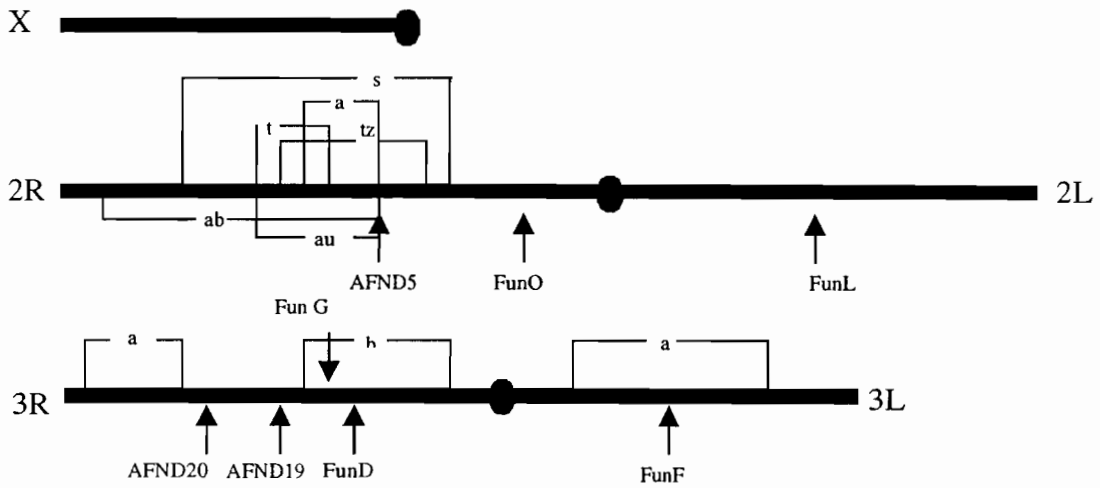 X
s
a
t tz
2R 2L
ab
au
AFND5 FunO FunL
Fun G
a b a
3R 3L
AFND20 AFND19 FunD FunF